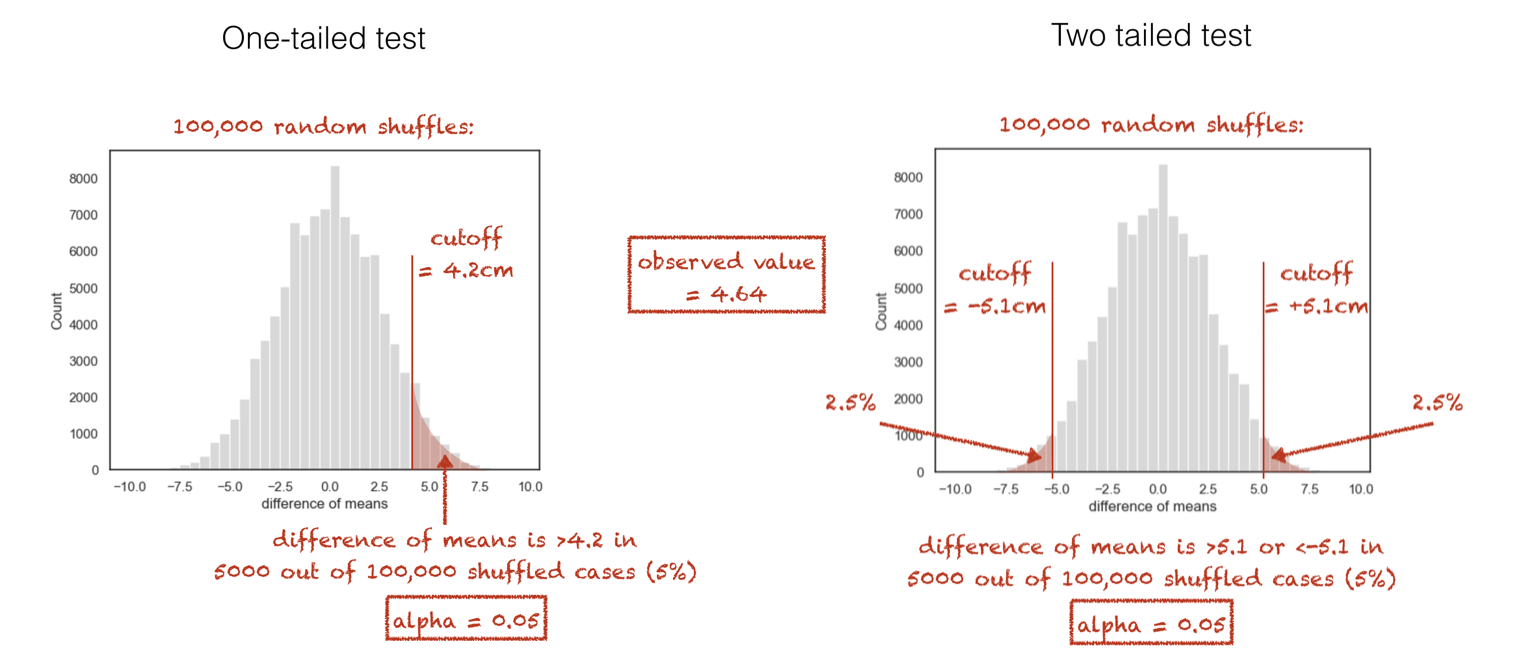 One-tailed test
100,000 random shuffles:
8000
7000
6000
5000
4000
3000
2000
1000
0
Count
cutoff
= 4.2cm
−10.0 −7.5 −5.0 −2.5 0.0 2.5 5.0 7.5 10.0
difference of means
difference of means is >4.2 in
5000 out of 100,000 shuffled cases (5%)
alpha = 0.05
observed value
= 4.64
Two tailed test
100,000 random shuffles:
8000
7000
6000
5000
4000
3000
2000
1000
0
Count
cutoff
= -5.1cm
cutoff
= +5.1cm
2.5%
2.5%
−10.0 −7.5 −5.0 −2.5 0.0 2.5 5.0 7.5 10.0
difference of means
difference of means is >5.1 or <-5.1 in
5000 out of 100,000 shuffled cases (5%)
alpha = 0.05